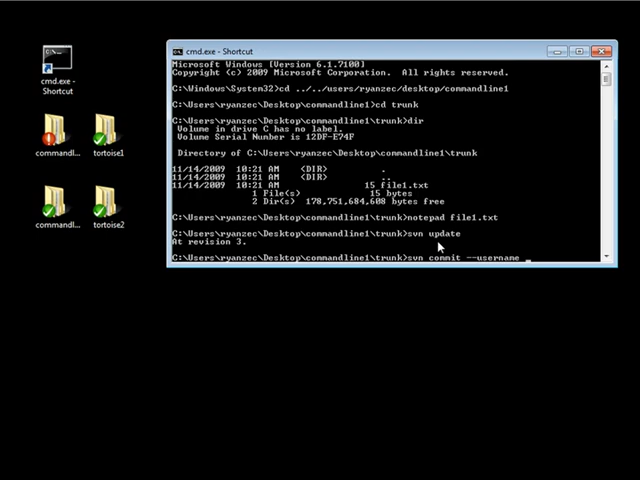 cmd.exe - Shortcut
Microsoft Windows [Version 6.1.7100]
Copyright (c) 2009 Microsoft Corporation.  All rights reserved.
C:\Windows\System32>cd ../../users/ryanzec/desktop/commandline1
C:\Users\ryanzec\Desktop\commandline1>cd trunk
C:\Users\ryanzec\Desktop\commandline1\trunk>dir
Volume in drive C has no label.
Volume Serial Number is 12DF-E74F
Directory of C:\Users\ryanzec\Desktop\commandline1\trunk
11/14/2009  10:21 AM    <DIR>          .
11/14/2009  10:21 AM    <DIR>          ..
11/14/2009  10:21 AM                15 file1.txt
1 File(s)             15 bytes
2 Dir(s)  178,751,684,608 bytes free
C:\Users\ryanzec\Desktop\commandline1\trunk>notepad file1.txt
C:\Users\ryanzec\Desktop\commandline1\trunk>svn update
At revision 3.
C:\Users\ryanzec\Desktop\commandline1\trunk>svn commit --username _
cmd.exe -
Shortcut
commandl...
tortoise1
commandl...
tortoise2